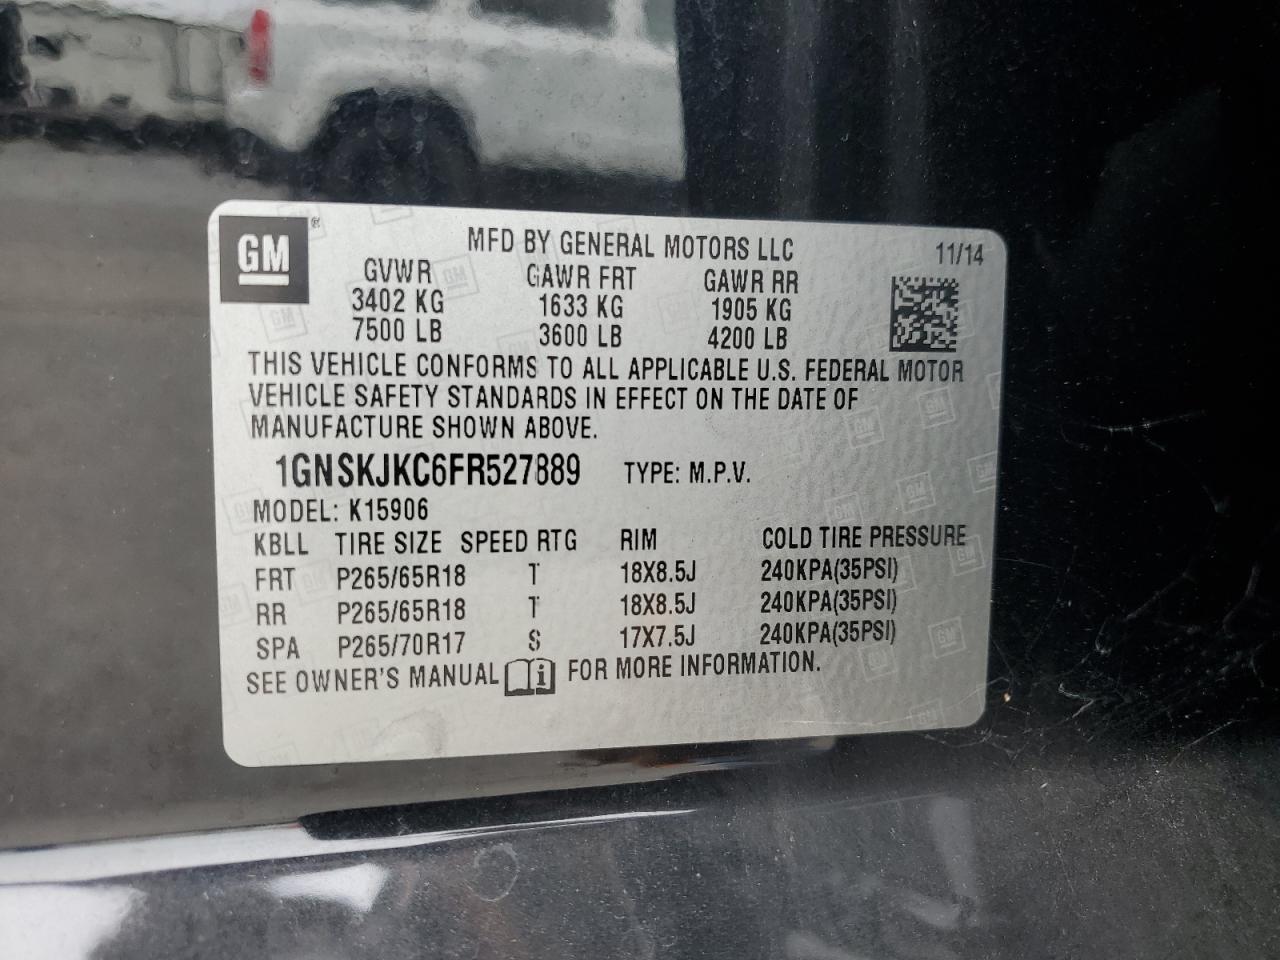 GM ®
MFD BY GENERAL MOTORS LLC 11/14
GVWR GAWR FRT GAWR RR
3402 KG 1633 KG 1905 KG
7500 LB 3600 LB 4200 LB
THIS VEHICLE CONFORMS TO ALL APPLICABLE U.S. FEDERAL MOTOR
VEHICLE SAFETY STANDARDS IN EFFECT ON THE DATE OF
MANUFACTURE SHOWN ABOVE.
1GNSKJKC6FR527889 TYPE: M.P.V.
MODEL: K15906
KBLL TIRE SIZE SPEED RTG RIM COLD TIRE PRESSURE
FRT P265/65R18 T 18X8.5J 240KPA(35PSI)
RR P265/65R18 T 18X8.5J 240KPA(35PSI)
SPA P265/70R17 S 17X7.5J 240KPA(35PSI)
SEE OWNER'S MANUAL i FOR MORE INFORMATION.